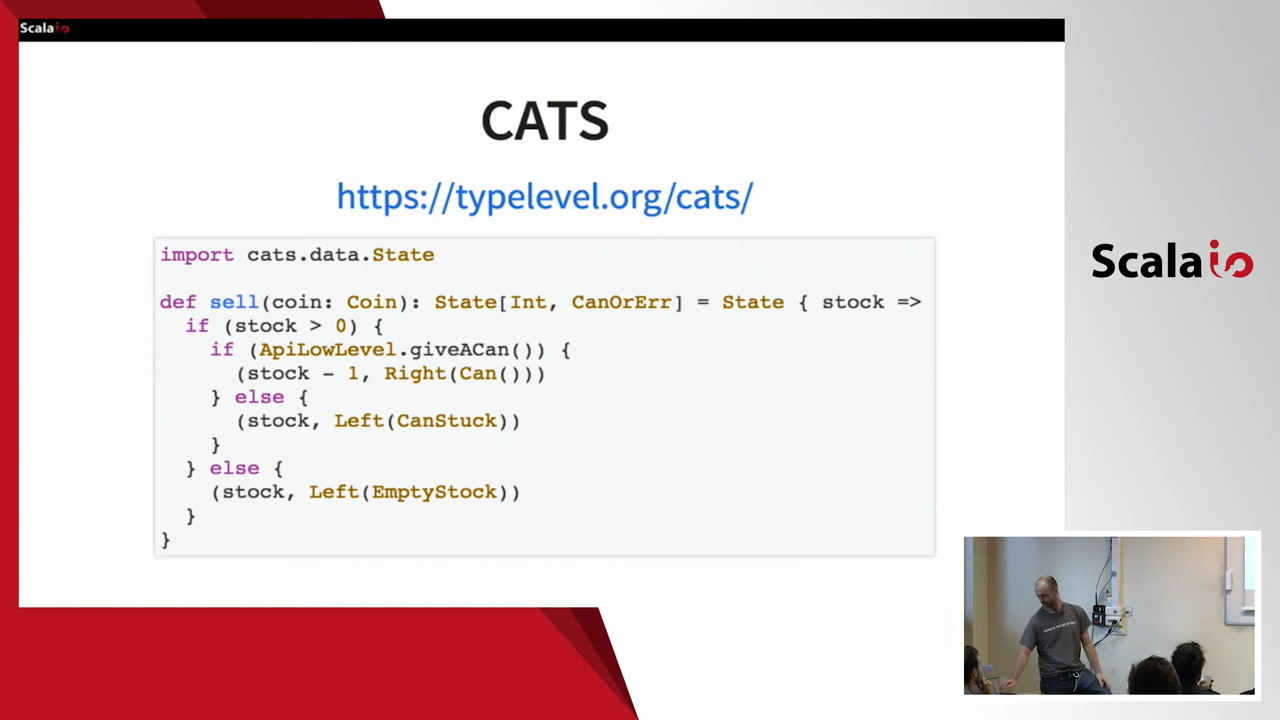 Scalaio
CATS
https://typelevel.org/cats/
import cats.data.State
def sell(coin: Coin): State[Int, CanOrErr] = State { stock =>
  if (stock > 0) {
    if (ApiLowLevel.giveACan()) {
      (stock - 1, Right(Can()))
    } else {
      (stock, Left(CanStuck))
    }
  } else {
    (stock, Left(EmptyStock))
  }
}
Scalaio